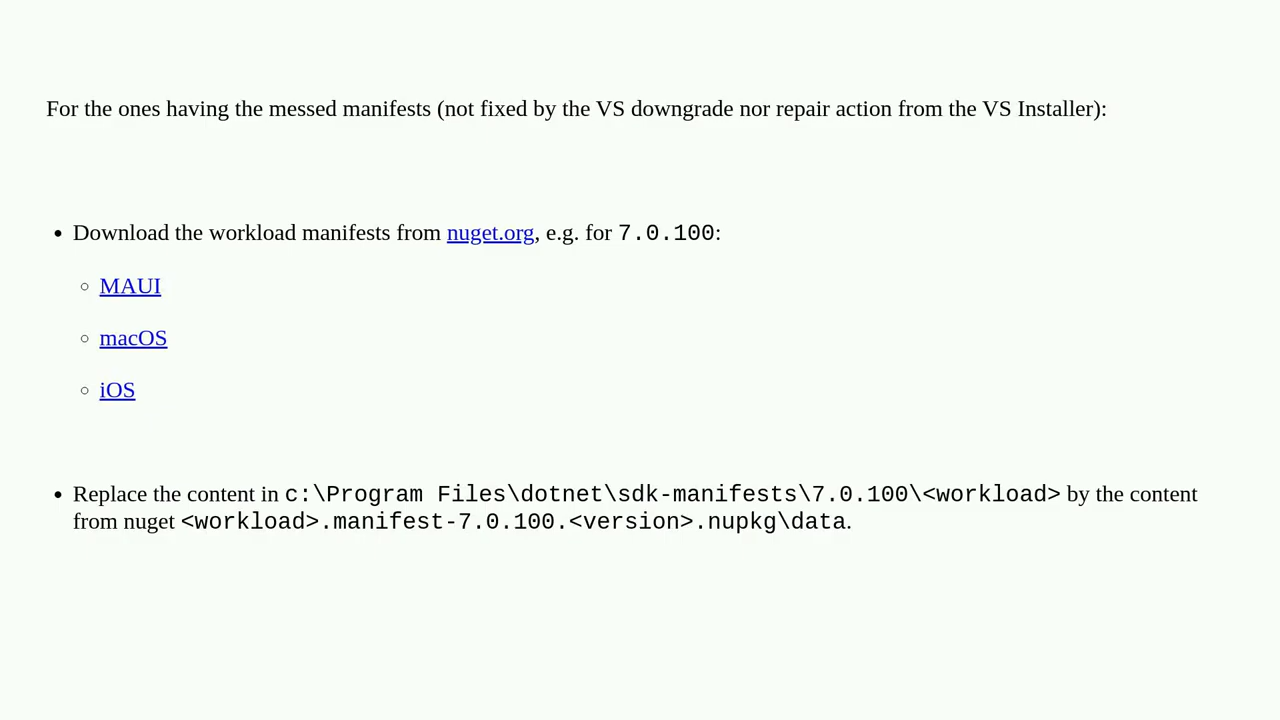 For the ones having the messed manifests (not fixed by the VS downgrade nor repair action from the VS Installer):
• Download the workload manifests from nuget.org, e.g. for 7.0.100:
◦ MAUI
◦ macOS
◦ iOS
• Replace the content in c:\Program Files\dotnet\sdk-manifests\7.0.100\<workload> by the content
from nuget <workload>.manifest-7.0.100.<version>.nupkg\data.